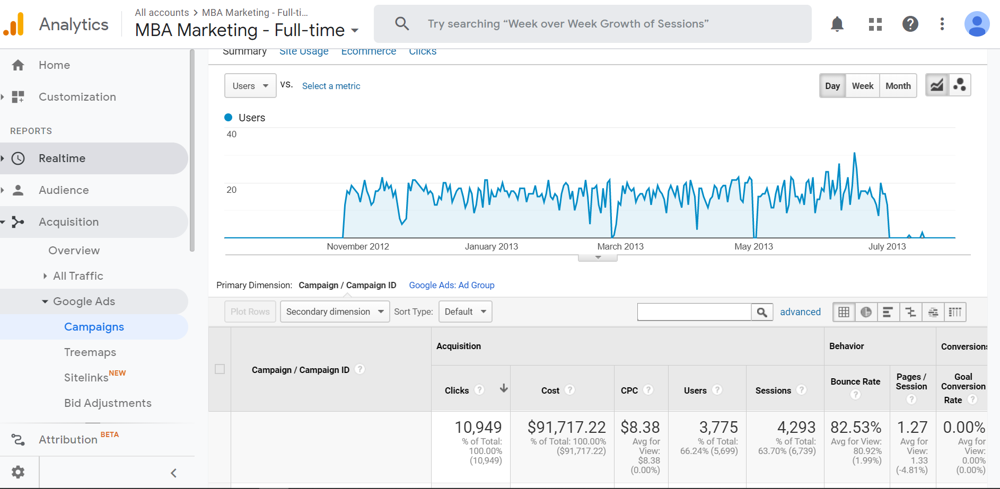 Analytics
All accounts > MBA Marketing - Full-ti...
MBA Marketing - Full-time
Try searching “Week over Week Growth of Sessions”
Home
Customization
REPORTS
Realtime
Audience
Acquisition
Overview
All Traffic
Google Ads
Campaigns
Treemaps
Sitelinks NEW
Bid Adjustments
Attribution BETA
Summary Site Usage Ecommerce Clicks
Users VS. Select a metric
Day Week Month
Users
40
20
November 2012 January 2013 March 2013 May 2013 July 2013
Primary Dimension: Campaign / Campaign ID Google Ads: Ad Group
Plot Rows Secondary dimension Sort Type: Default advanced
Campaign / Campaign ID ?
Acquisition Behavior Conversions
Clicks ? Cost ? CPC ? Users ? Sessions ?
Bounce Rate ?
Pages /
Session
?
Goal
Conversion
Rate ?
10,949
% of Total:
100.00%
(10,949)
$91,717.22
% of Total: 100.00%
($91,717.22)
$8.38
Avg for
View:
$8.38
(0.00%)
3,775
% of Total:
66.24% (5,699)
4,293
% of Total:
63.70% (6,739)
82.53%
Avg for View:
80.92%
(1.99%)
1.27
Avg for
View:
1.33
(-4.81%)
0.00%
Avg for
View:
0.00%
(0.00%)